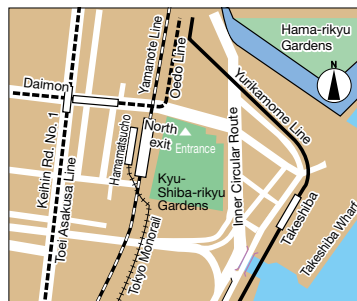 Hama-rikyu
Gardens
N
Yamanote Line
Oedo Line
Yurikamome Line
Daimon
North
exit
Hamamatsucho
Entrance
Inner Circular Route
Keihin Rd. No. 1
Toei Asakusa Line
Kyu-
Shiba-rikyu
Gardens
Tokyo Monorail
Takeshiba
Takeshiba Wharf